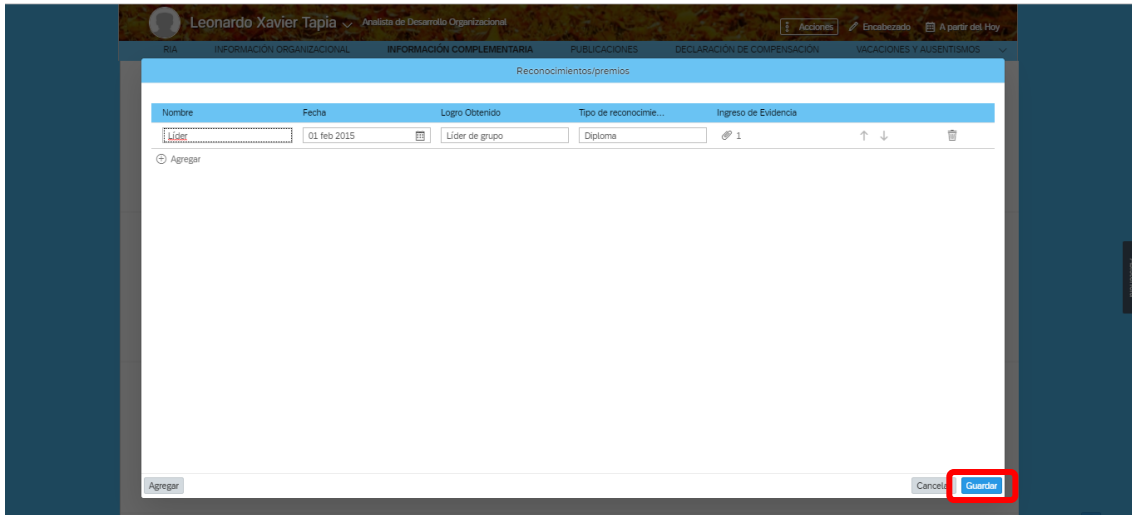 Leonardo Xavier Tapia Analista de Desarrollo Organizacional Acciones Encabezado A partir del Hoy
RIA INFORMACIÓN ORGANIZACIONAL INFORMACIÓN COMPLEMENTARIA PUBLICACIONES DECLARACIÓN DE COMPENSACIÓN VACACIONES Y AUSENTISMOS
Reconocimientos/premios
Nombre Fecha Logro Obtenido Tipo de reconocimie... Ingreso de Evidencia
Líder 01 feb 2015 Líder de grupo Diploma 1
Agregar
Agregar Cancela Guardar